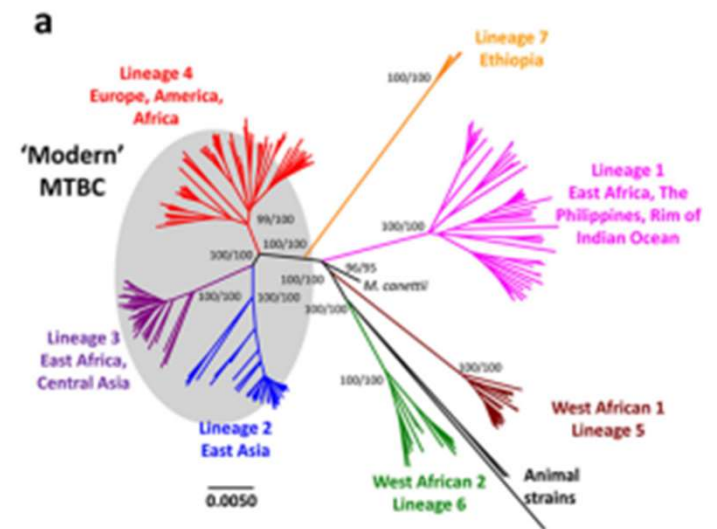 a
Lineage 7
Ethiopia
100/100
Lineage 4
Europe, America,
Africa
'Modern'
MTBC
Lineage 1
East Africa, The
Philippines, Rim of
Indian Ocean
99/100
100/100
100/100
100/100
96/95
M. canettii
100/100
100/100
100/100
100/100
Lineage 3
East Africa,
Central Asia
100/100
100/100
Lineage 2
East Asia
West African 1
Lineage 5
West African 2
Lineage 6
Animal
strains
0.0050